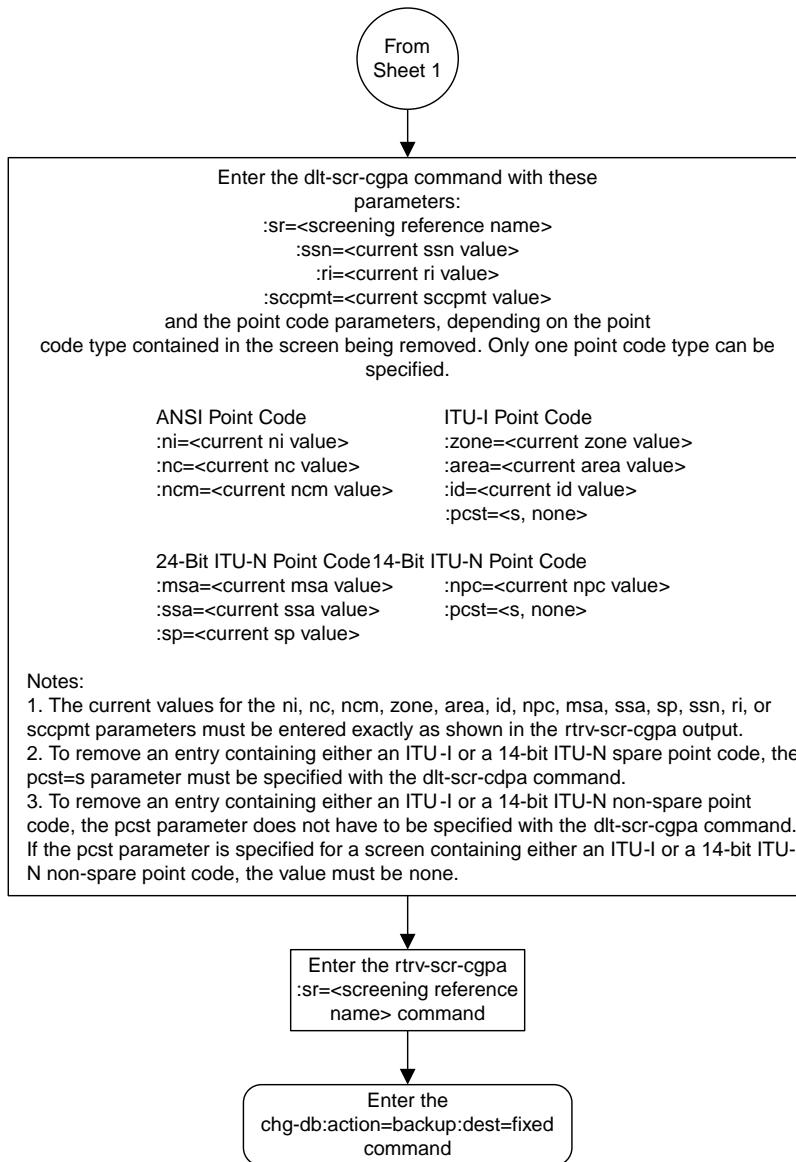 From
Sheet 1
Enter the dlt-scr-cgpa command with these
parameters:
:sr=<screening reference name>
:ssn=<current ssn value>
:ri=<current ri value>
:sccpmt=<current sccpmt value>
and the point code parameters, depending on the point
code type contained in the screen being removed. Only one point code type can be
specified.
ANSI Point Code
:ni=<current ni value>
:nc=<current nc value>
:ncm=<current ncm value>
ITU-I Point Code
:zone=<current zone value>
:area=<current area value>
:id=<current id value>
:pcst=<s, none>
24-Bit ITU-N Point Code
:msa=<current msa value>
:ssa=<current ssa value>
:sp=<current sp value>
14-Bit ITU-N Point Code
:npc=<current npc value>
:pcst=<s, none>
Notes:
1. The current values for the ni, nc, ncm, zone, area, id, npc, msa, ssa, sp, ssn, ri, or
sccpmt parameters must be entered exactly as shown in the rtrv-scr-cgpa output.
2. To remove an entry containing either an ITU-I or a 14-bit ITU-N spare point code, the
pcst=s parameter must be specified with the dlt-scr-cdpa command.
3. To remove an entry containing either an ITU-I or a 14-bit ITU-N non-spare point
code, the pcst parameter does not have to be specified with the dlt-scr-cgpa command.
If the pcst parameter is specified for a screen containing either an ITU-I or a 14-bit ITU-
N non-spare point code, the value must be none.
Enter the rtrv-scr-cgpa
:sr=<screening reference
name> command
Enter the
chg-db:action=backup:dest=fixed
command